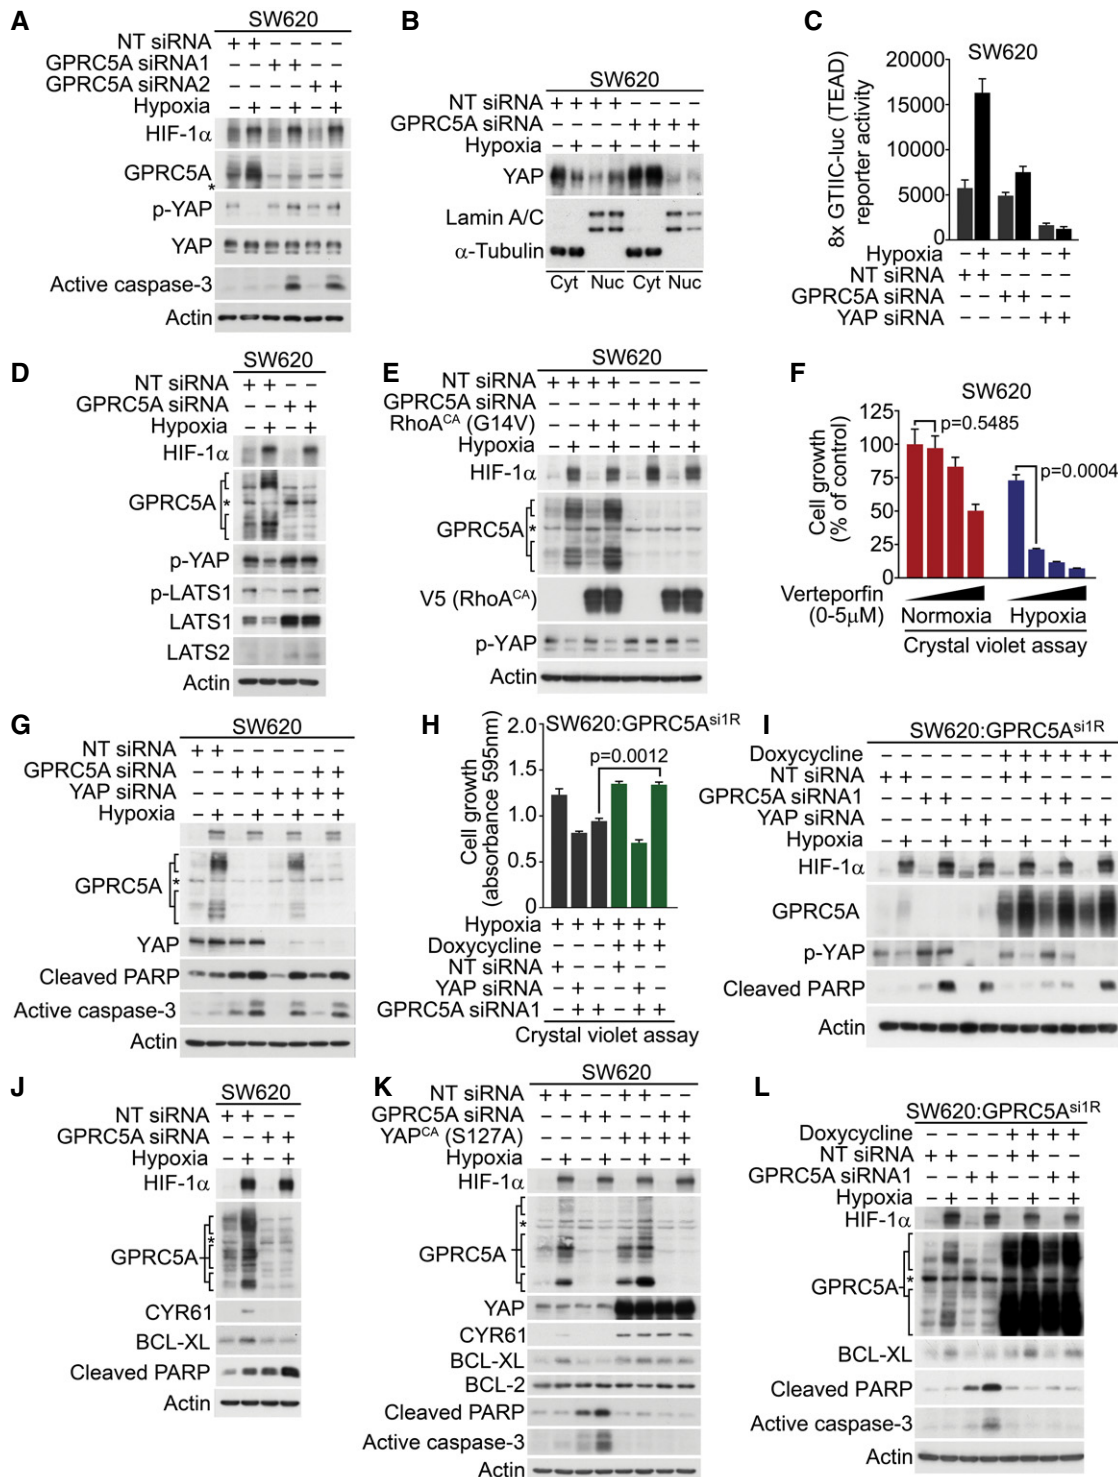 A
SW620
NT siRNA + + – – – –
GPRC5A siRNA1 – – + + – –
GPRC5A siRNA2 – – – – + +
Hypoxia – + – + – +
HIF-1α
GPRC5A
*
p-YAP
YAP
Active caspase-3
Actin
B
SW620
NT siRNA + + + + – – – –
GPRC5A siRNA – – – – + + + +
Hypoxia – + – + – + – +
YAP
Lamin A/C
α-Tubulin
Cyt Nuc Cyt Nuc
C
SW620
8x GTIIC-luc (TEAD)
reporter activity
20000
15000
10000
5000
0
Hypoxia – + – + – +
NT siRNA + + – – – –
GPRC5A siRNA – – + + – –
YAP siRNA – – – – + +
D
SW620
NT siRNA + + – –
GPRC5A siRNA – – + +
Hypoxia – + – +
HIF-1α
GPRC5A *
p-YAP
p-LATS1
LATS1
LATS2
Actin
E
SW620
NT siRNA + + + + – – – –
GPRC5A siRNA – – – – + + + +
RhoA^CA (G14V) – – + + – – + +
Hypoxia – + – + – + – +
HIF-1α
GPRC5A *
V5 (RhoA^CA)
p-YAP
Actin
F
SW620
Cell growth
(% of control)
125
100
75
50
25
0
p=0.5485
p=0.0004
Verteporfin
(0-5µM)
Normoxia Hypoxia
Crystal violet assay
G
SW620
NT siRNA + + – – – – – –
GPRC5A siRNA – – + + – – + +
YAP siRNA – – – – + + + +
Hypoxia – + – + – + – +
GPRC5A *
YAP
Cleaved PARP
Active caspase-3
Actin
H
SW620:GPRC5A^si1R
Cell growth
(absorbance 595nm)
2.0
1.5
1.0
0.5
0
p=0.0012
Hypoxia + + + + + +
Doxycycline – – – + + +
NT siRNA + – – + – –
YAP siRNA – + – – + –
GPRC5A siRNA1 – – + – – +
Crystal violet assay
I
SW620:GPRC5A^si1R
Doxycycline – – – – – – + + + + + +
NT siRNA + + – – – – + + – – – –
GPRC5A siRNA1 – – + + – – – – + + – –
YAP siRNA – – – – + + – – – – + +
Hypoxia – + – + – + – + – + – +
HIF-1α
GPRC5A
p-YAP
Cleaved PARP
Actin
J
SW620
NT siRNA + + – –
GPRC5A siRNA – – + +
Hypoxia – + – +
HIF-1α
*
GPRC5A
CYR61
BCL-XL
Cleaved PARP
Actin
K
SW620
NT siRNA + + – – + + – –
GPRC5A siRNA – – + + – – + +
YAP^CA (S127A) – – – – + + + +
Hypoxia – + – + – + – +
HIF-1α
*
GPRC5A
YAP
CYR61
BCL-XL
BCL-2
Cleaved PARP
Active caspase-3
Actin
L
SW620:GPRC5A^si1R
Doxycycline – – – – + + + +
NT siRNA + + – – + + – –
GPRC5A siRNA1 – – + + – – + +
Hypoxia – + – + – + – +
HIF-1α
GPRC5A *
BCL-XL
Cleaved PARP
Active caspase-3
Actin